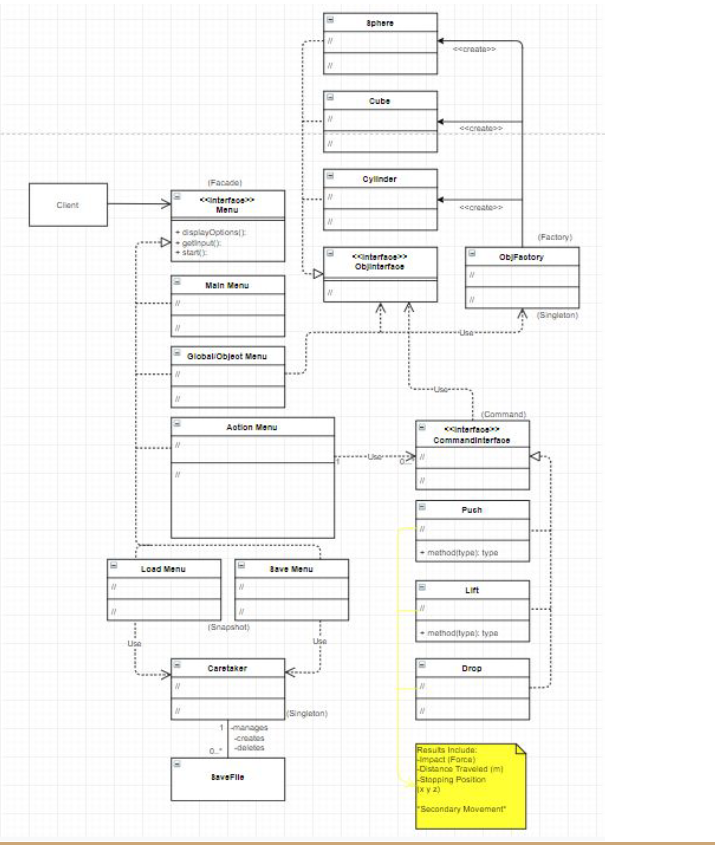 Sphere
//
//
<<create>>
Cube
//
//
<<create>>
Cylinder
//
//
<<create>>
Client
(Facade)
<<Interface>>
Menu
+ displayOptions():
+ getInput():
+ start():
<<Interface>>
ObjInterface
//
(Factory)
ObjFactory
//
//
(Singleton)
Main Menu
//
//
Use
Global/Object Menu
//
//
Use
(Command)
Action Menu
//
//
1
Use
0..*
<<Interface>>
CommandInterface
//
//
Push
//
+ method(type): type
Load Menu
//
//
Save Menu
//
//
(Snapshot)
Lift
//
+ method(type): type
Use
Use
Caretaker
//
//
(Singleton)
Drop
//
//
1
-manages
-creates
-deletes
0..*
SaveFile
Results Include:
-Impact (Force)
-Distance Traveled (m)
-Stopping Position
(x y z)
"Secondary Movement"